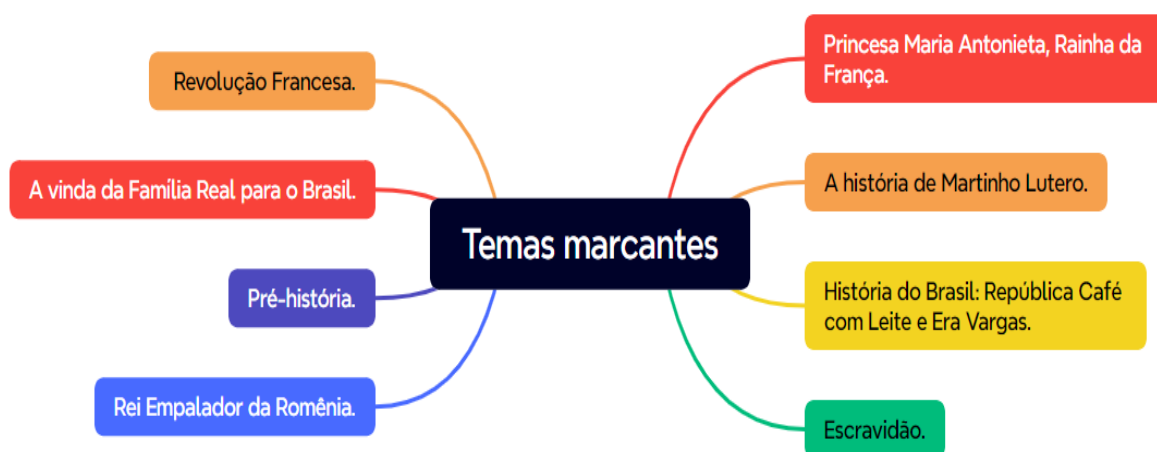 Temas marcantes
Revolução Francesa.
A vinda da Família Real para o Brasil.
Pré-história.
Rei Empalador da Romênia.
Princesa Maria Antonieta, Rainha da
França.
A história de Martinho Lutero.
História do Brasil: República Café
com Leite e Era Vargas.
Escravidão.